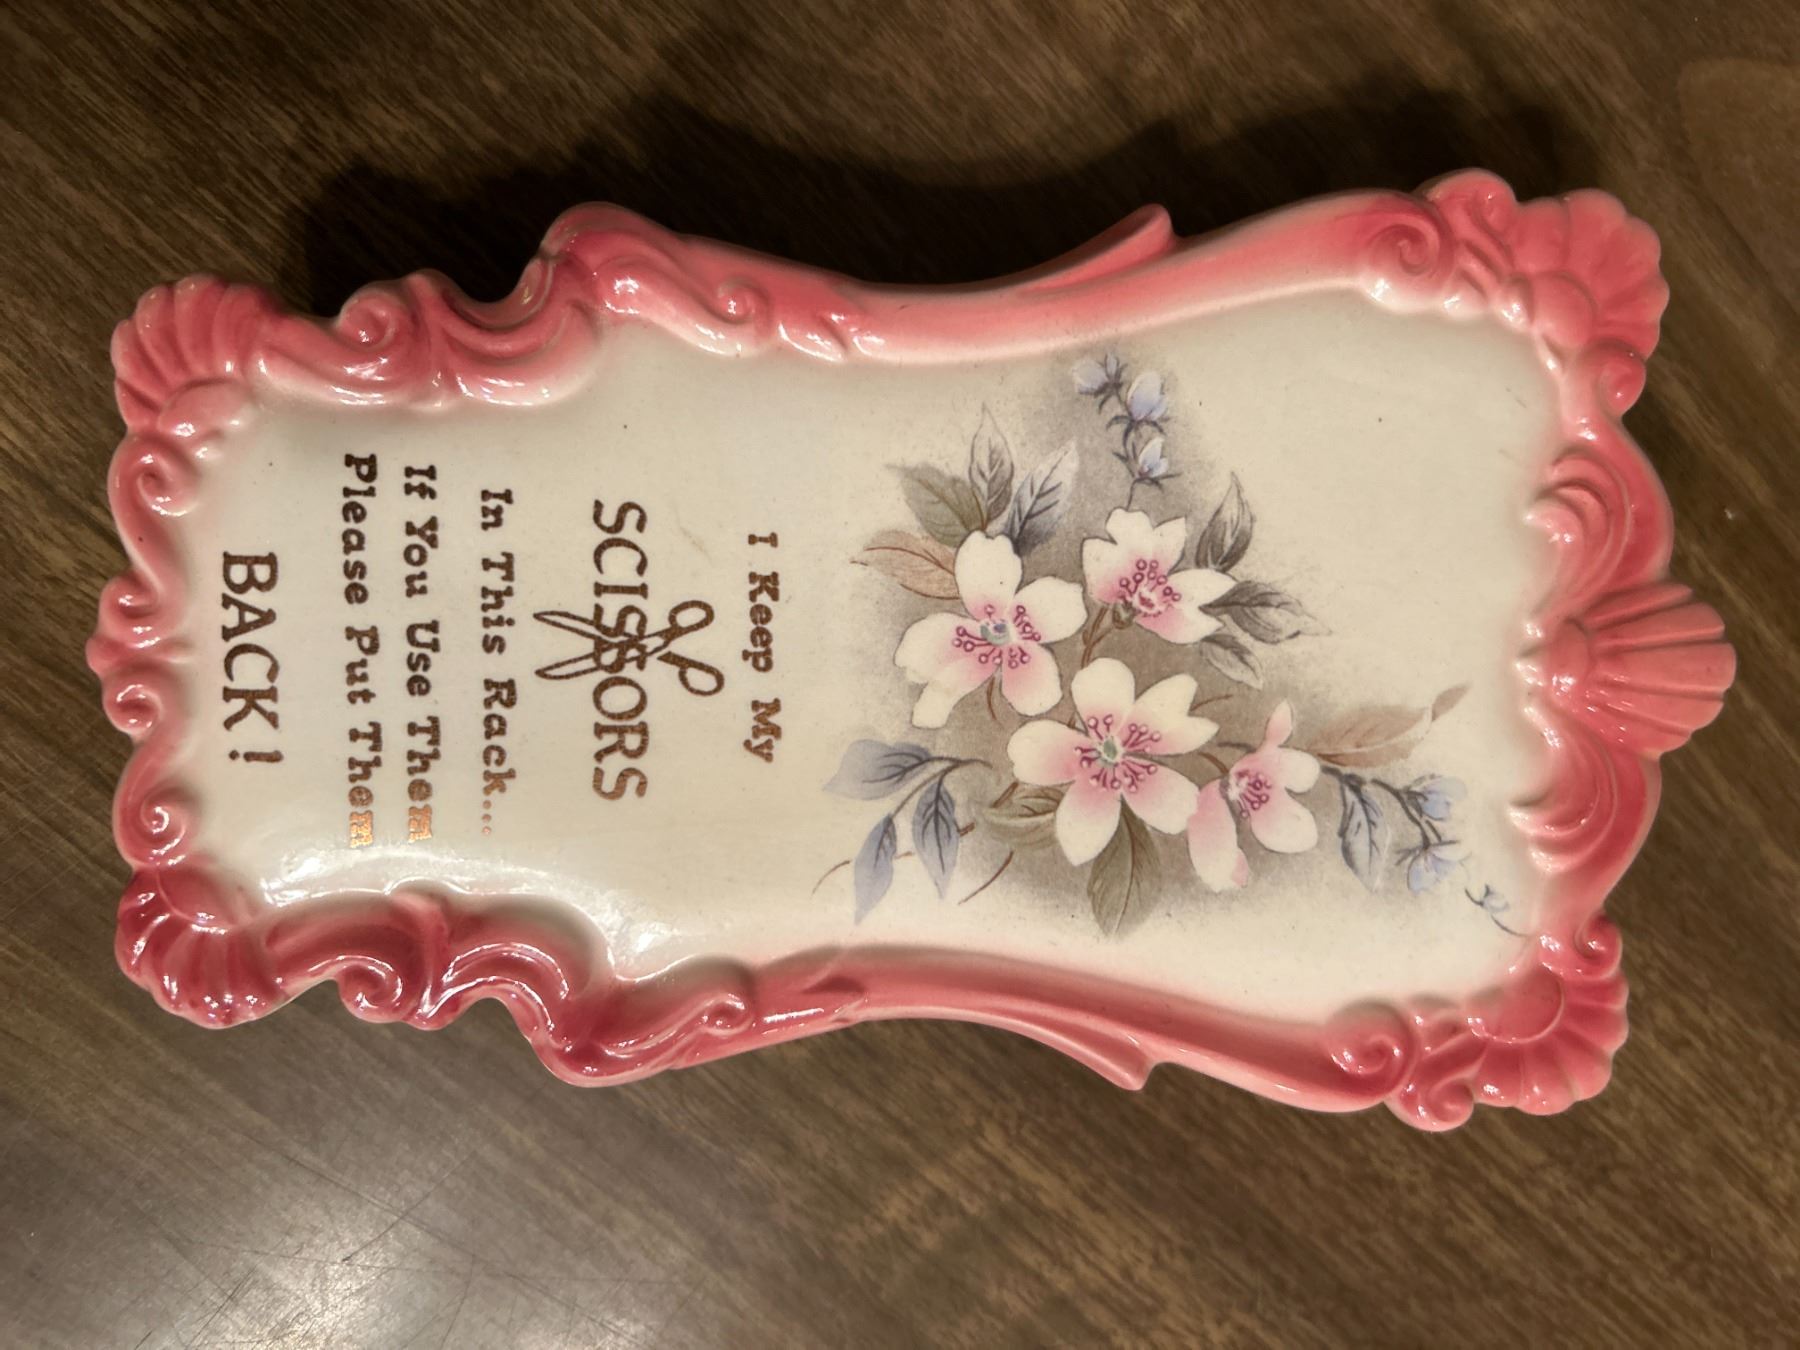 I Keep My
SCISSORS
In This Rack...
If You Use Them
Please Put Them
BACK!